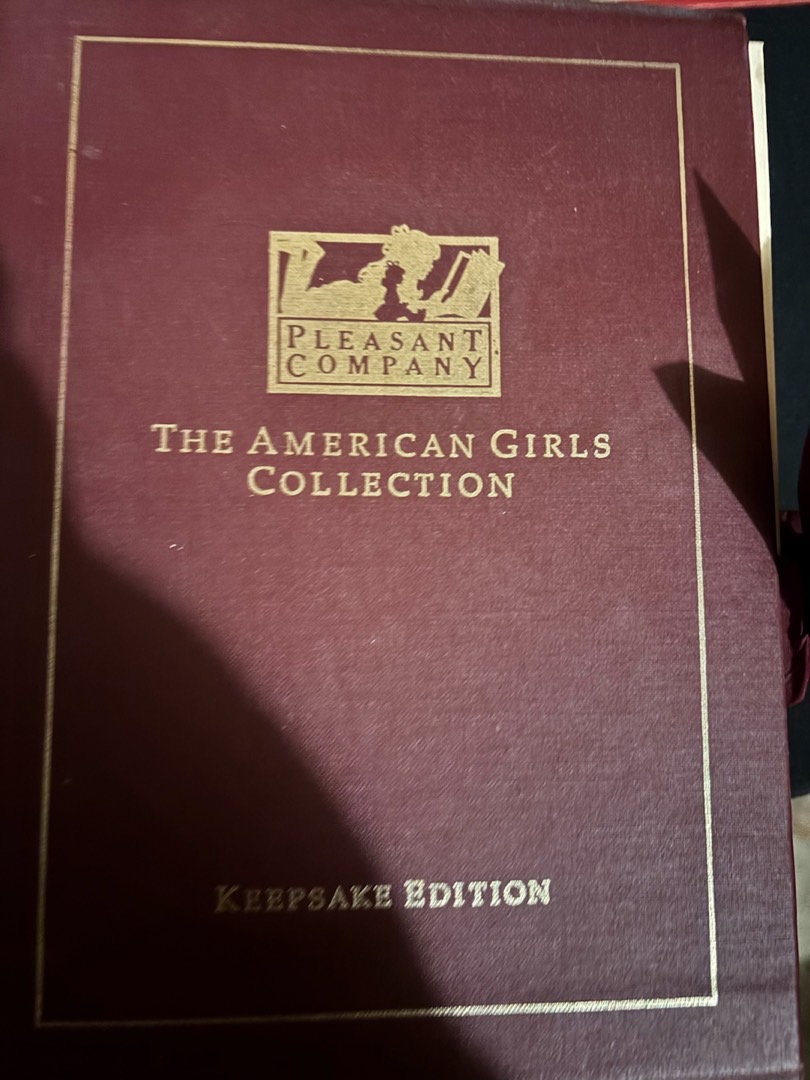 PLEASANT
COMPANY
THE AMERICAN GIRLS
COLLECTION
KEEPSAKE EDITION